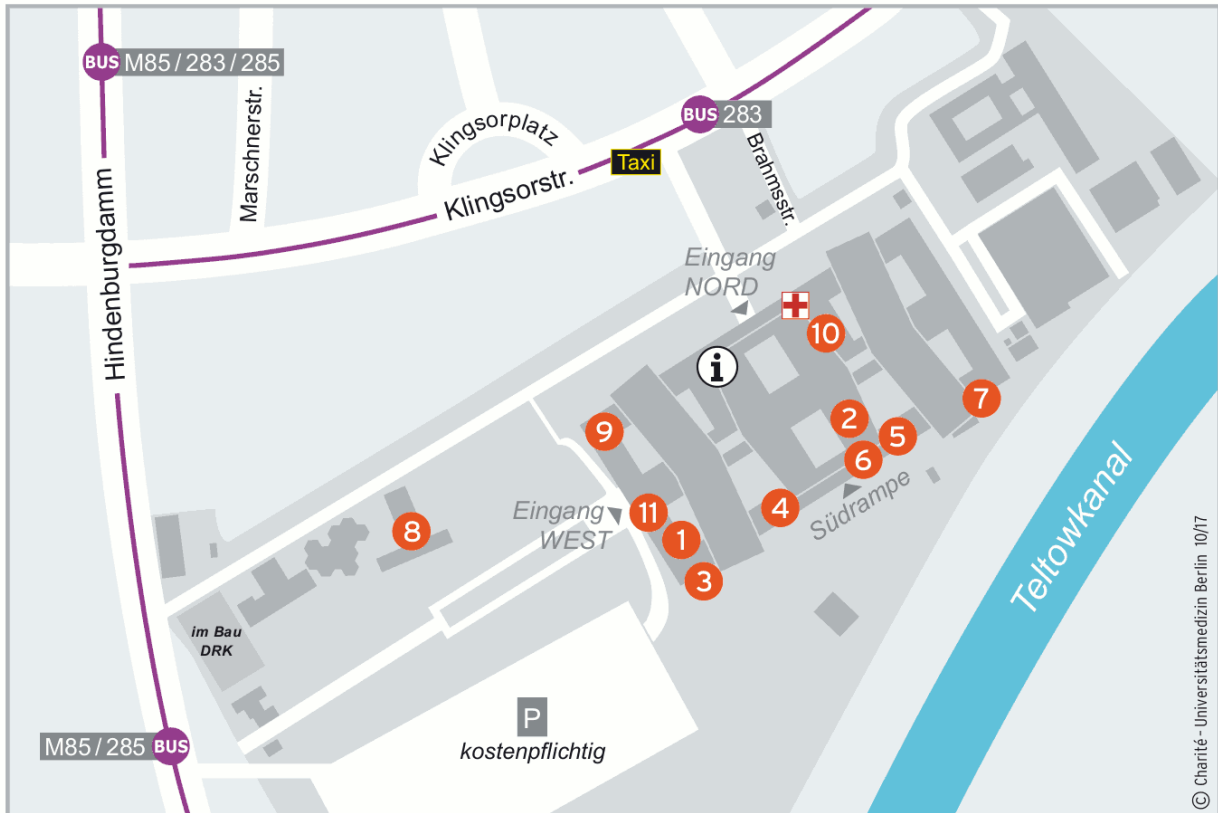 BUS M85 / 283 / 285
Marschnerstr.
Klingsorplatz
BUS 283
Taxi
Brahmsstr.
Klingsorstr.
Hindenburgdamm
Eingang
NORD
10
i
7
2
9
5
6
4
Südrampe
Eingang
WEST
11
8
1
3
Teltowkanal
im Bau
DRK
P
kostenpflichtig
M85 / 285 BUS
© Charité - Universitätsmedizin Berlin 10/17